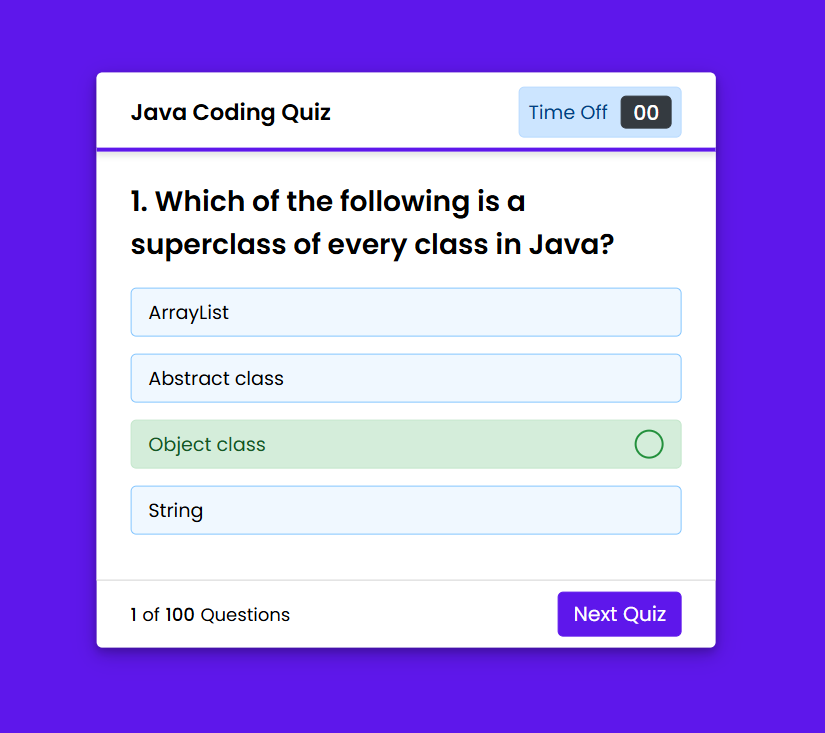 Java Coding Quiz
Time Off 00
1. Which of the following is a
superclass of every class in Java?
ArrayList
Abstract class
Object class
String
1 of 100 Questions
Next Quiz